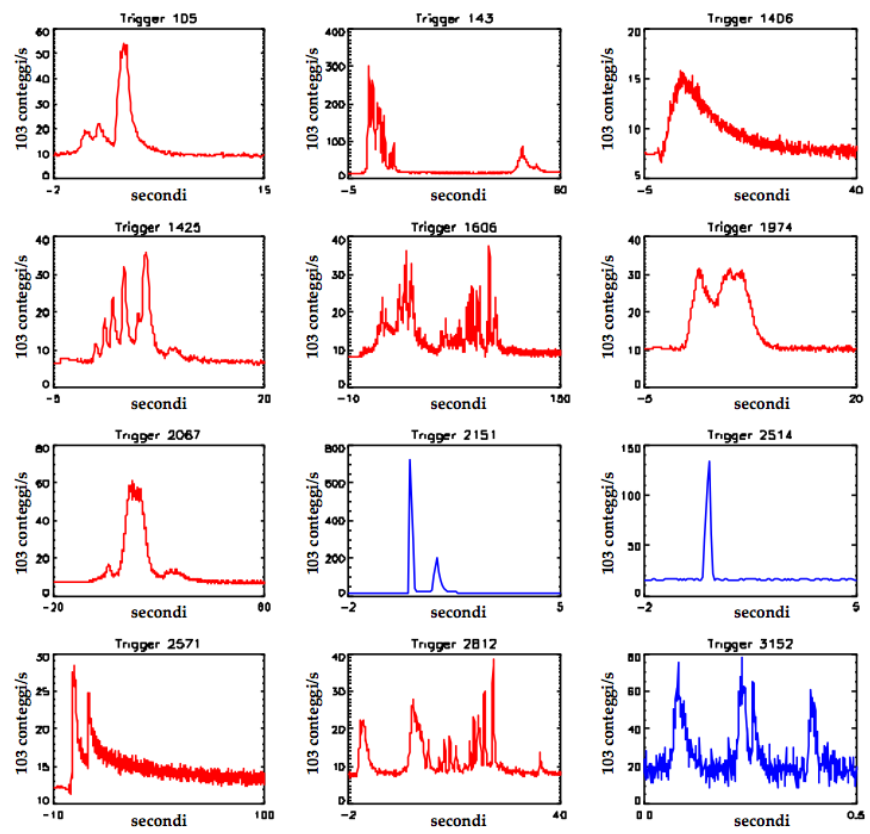 Trigger 105
103 conteggi/s
60
50
40
30
20
10
0
-2 15
secondi
Trigger 143
103 conteggi/s
400
300
200
100
0
-5 60
secondi
Trigger 1406
103 conteggi/s
20
15
10
5
-5 40
secondi
Trigger 1425
103 conteggi/s
40
30
20
10
0
-5 20
secondi
Trigger 1606
103 conteggi/s
40
30
20
10
0
-10 150
secondi
Trigger 1974
103 conteggi/s
40
30
20
10
0
-5 20
secondi
Trigger 2067
103 conteggi/s
80
60
40
20
0
-20 60
secondi
Trigger 2151
103 conteggi/s
800
600
400
200
0
-2 5
secondi
Trigger 2514
103 conteggi/s
150
100
50
0
-2 5
secondi
Trigger 2571
103 conteggi/s
30
25
20
15
10
-10 100
secondi
Trigger 2812
103 conteggi/s
40
30
20
10
0
-2 40
secondi
Trigger 3152
103 conteggi/s
80
60
40
20
0
0.0 0.5
secondi